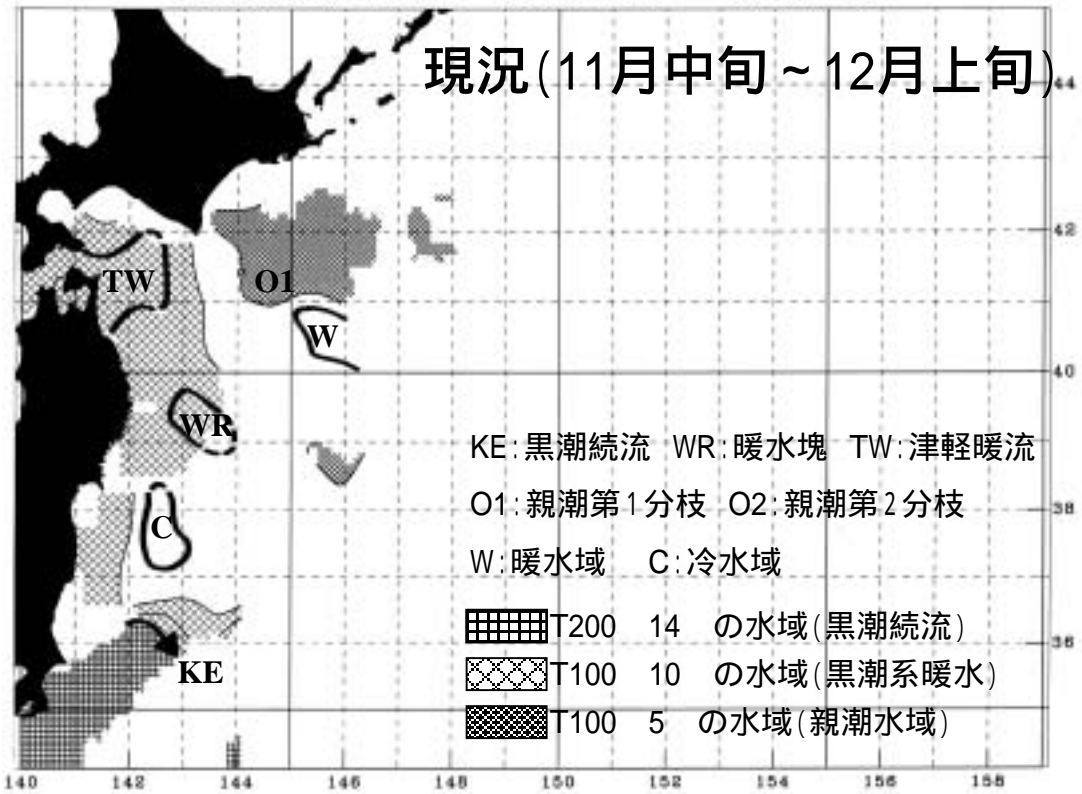 現況(11月中旬～12月上旬)
44
42
TW
O1
W
40
WR
KE:黒潮続流 WR:暖水塊 TW:津軽暖流
O1:親潮第1分枝 O2:親潮第2分枝
38
C
W:暖水域 C:冷水域
T200 14 の水域(黒潮続流)
36
KE
T100 10 の水域(黒潮系暖水)
T100 5 の水域(親潮水域)
140 142 144 146 148 150 152 154 156 158